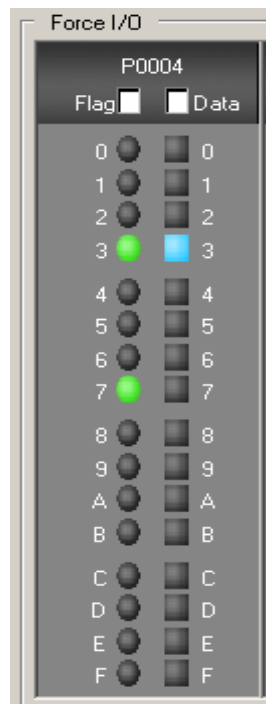 Force I/O
P0004
Flag Data
0 0
1 1
2 2
3 3
4 4
5 5
6 6
7 7
8 8
9 9
A A
B B
C C
D D
E E
F F